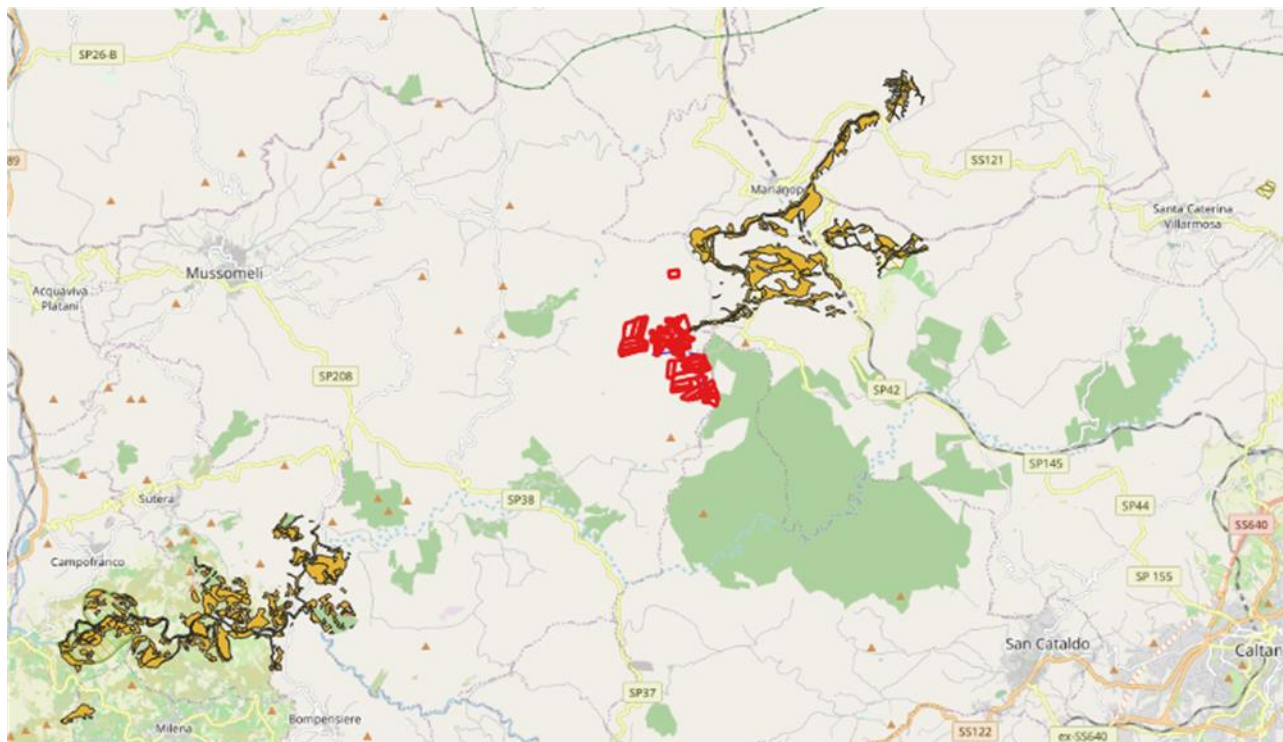 SP26-B
89
SS121
Marianop
Santa Caterina
Villarmosa
Mussomeli
Acquaviva
Platani
SP208
SP42
SP145
SP38
Sutera
SP44
SS640
Campofranco
SP 155
San Cataldo
Caltan
SP37
Bompensiere
Milena
SS122
ex-SS640